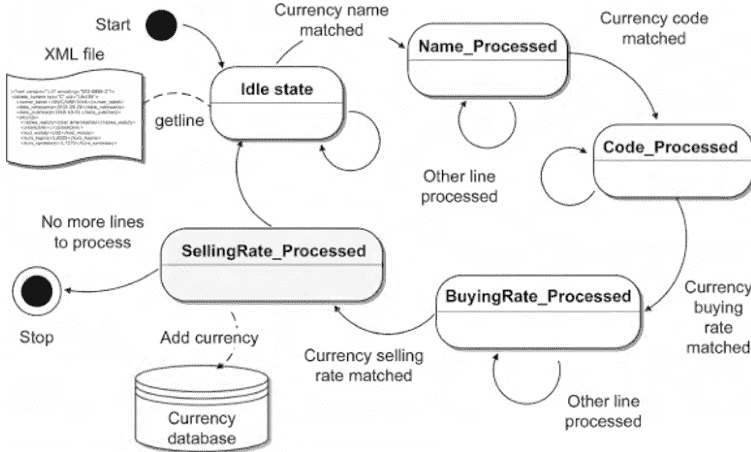 Start
Currency name
matched
XML file
Idle state
getline
Name_Processed
Currency code
matched
Other line
processed
Code_Processed
No more lines
to process
SellingRate_Processed
Stop
Add currency
Currency
database
Currency selling
rate matched
BuyingRate_Processed
Currency
buying
rate
matched
Other line
processed